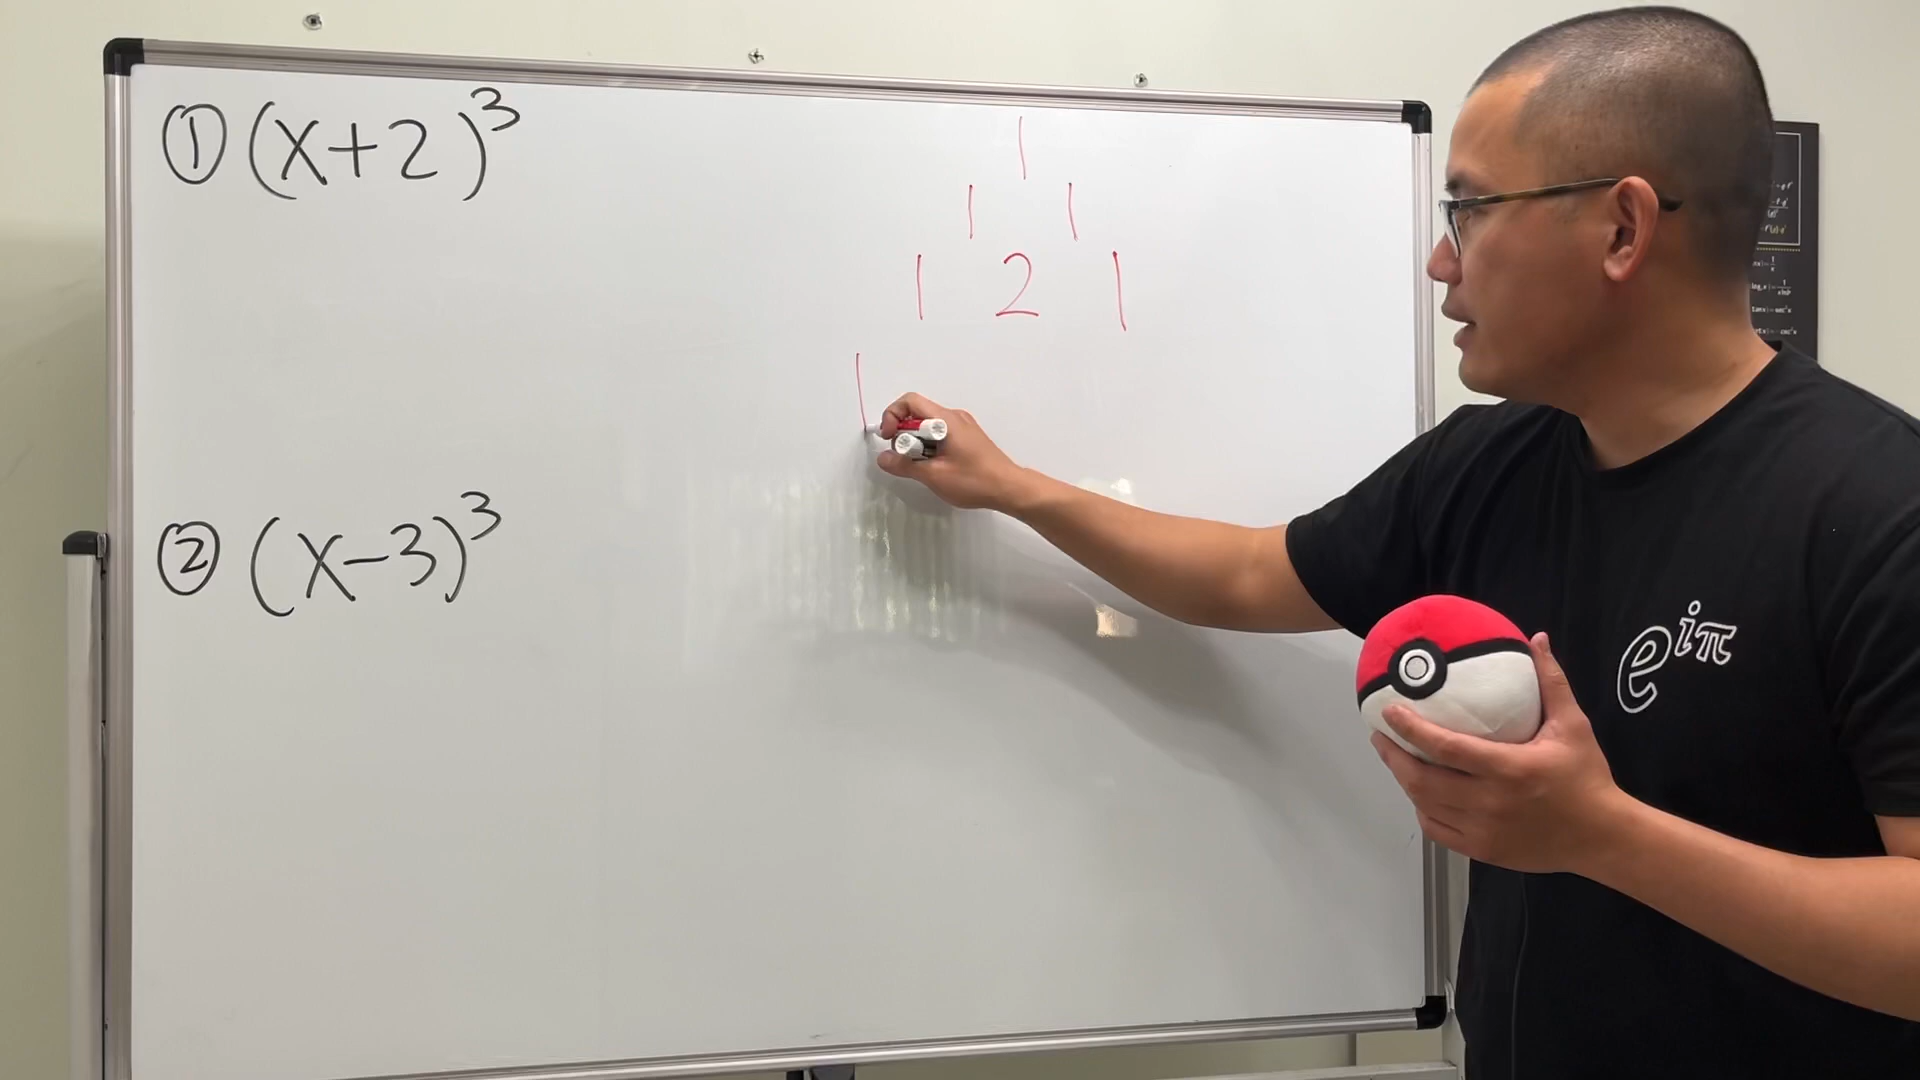 ① (x+2)³
② (x-3)³
1
1 1
1 2 1
1
e^{iπ}